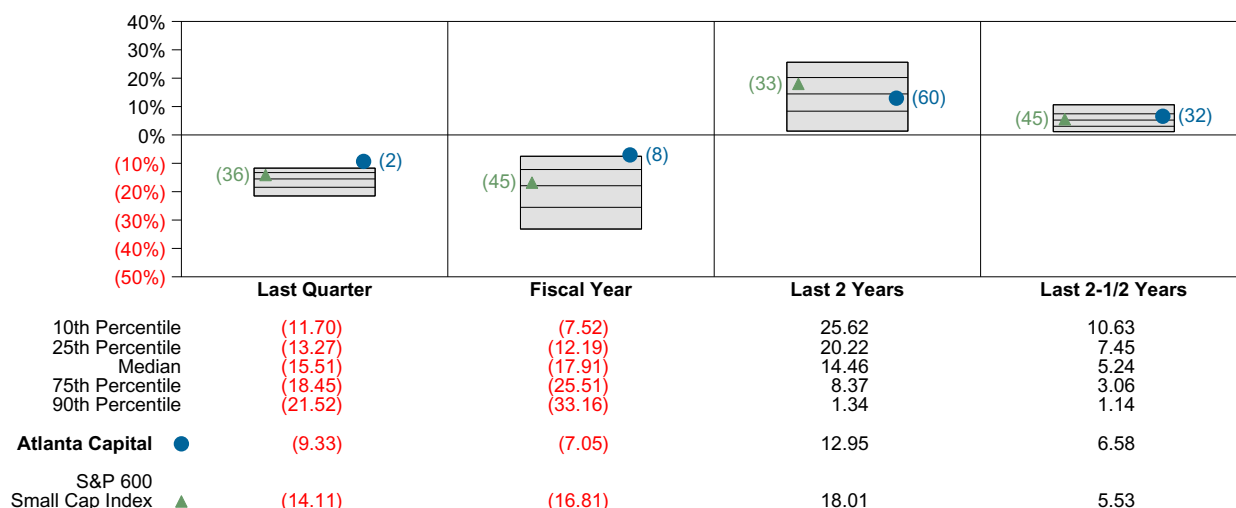 40%
30%
20%
10%
0%
(10%)
(20%)
(30%)
(40%)
(50%)
(36) (2)
(45) (8)
(33) (60)
(45) (32)
Last Quarter Fiscal Year Last 2 Years Last 2-1/2 Years
10th Percentile (11.70) (7.52) 25.62 10.63
25th Percentile (13.27) (12.19) 20.22 7.45
Median (15.51) (17.91) 14.46 5.24
75th Percentile (18.45) (25.51) 8.37 3.06
90th Percentile (21.52) (33.16) 1.34 1.14
Atlanta Capital (9.33) (7.05) 12.95 6.58
S&P 600
Small Cap Index (14.11) (16.81) 18.01 5.53